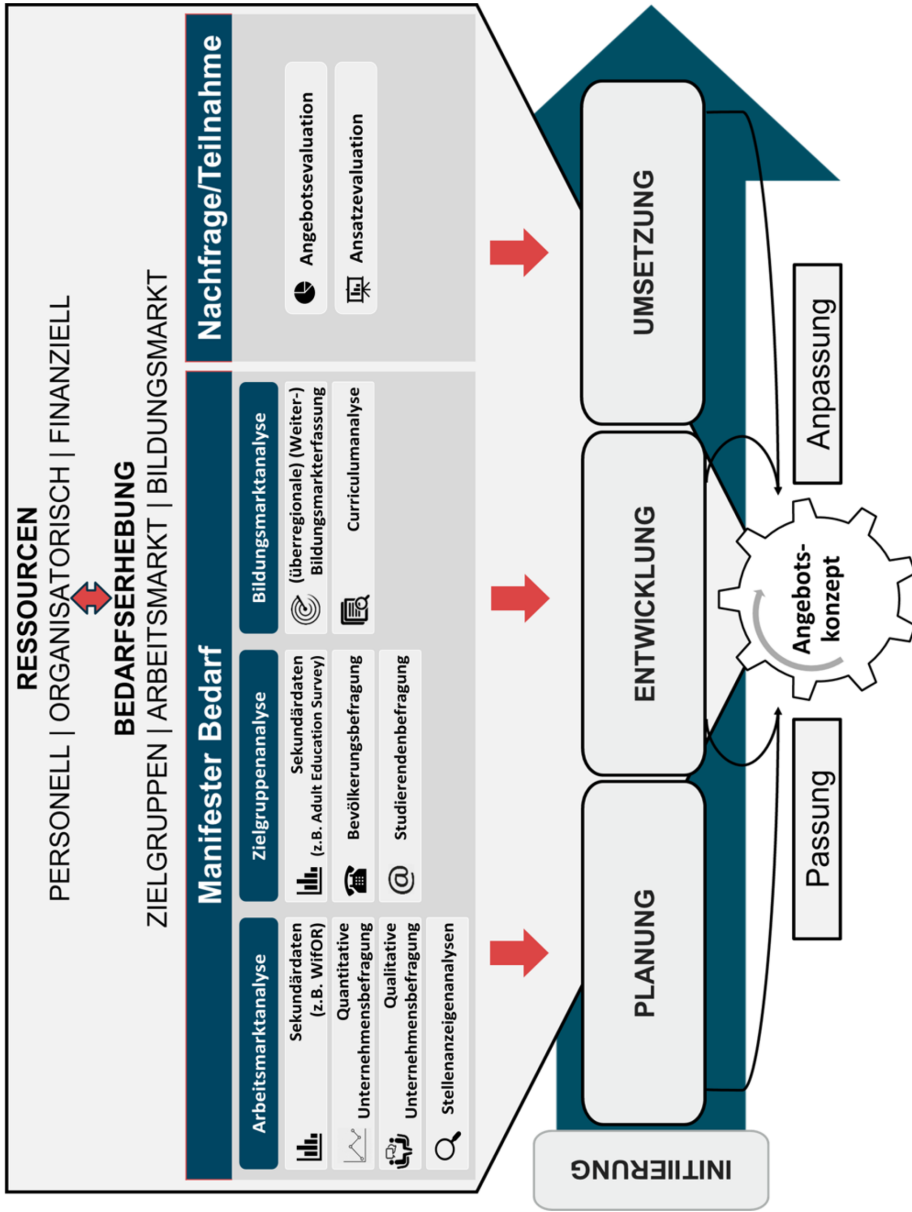 RESSOURCEN
PERSONELL | ORGANISATORISCH | FINANZIELL
BEDARFSERHEBUNG
ZIELGRUPPEN | ARBEITSMARKT | BILDUNGSMARKT
Manifester Bedarf
Arbeitsmarktanalyse
Sekundärdaten
(z.B. WifOR)
Quantitative
Unternehmensbefragung
Qualitative
Unternehmensbefragung
Stellenanzeigenanalysen
Zielgruppenanalyse
Sekundärdaten
(z.B. Adult Education Survey)
Bevölkerungsbefragung
@
Studierendenbefragung
Bildungsmarktanalyse
(überregionale) (Weiter-)
Bildungsmarkterfassung
Curriculumanalyse
Nachfrage/Teilnahme
Angebotsevaluation
Ansatzevaluation
INITIIERUNG
PLANUNG
ENTWICKLUNG
UMSETZUNG
Passung
Angebots-
konzept
Anpassung